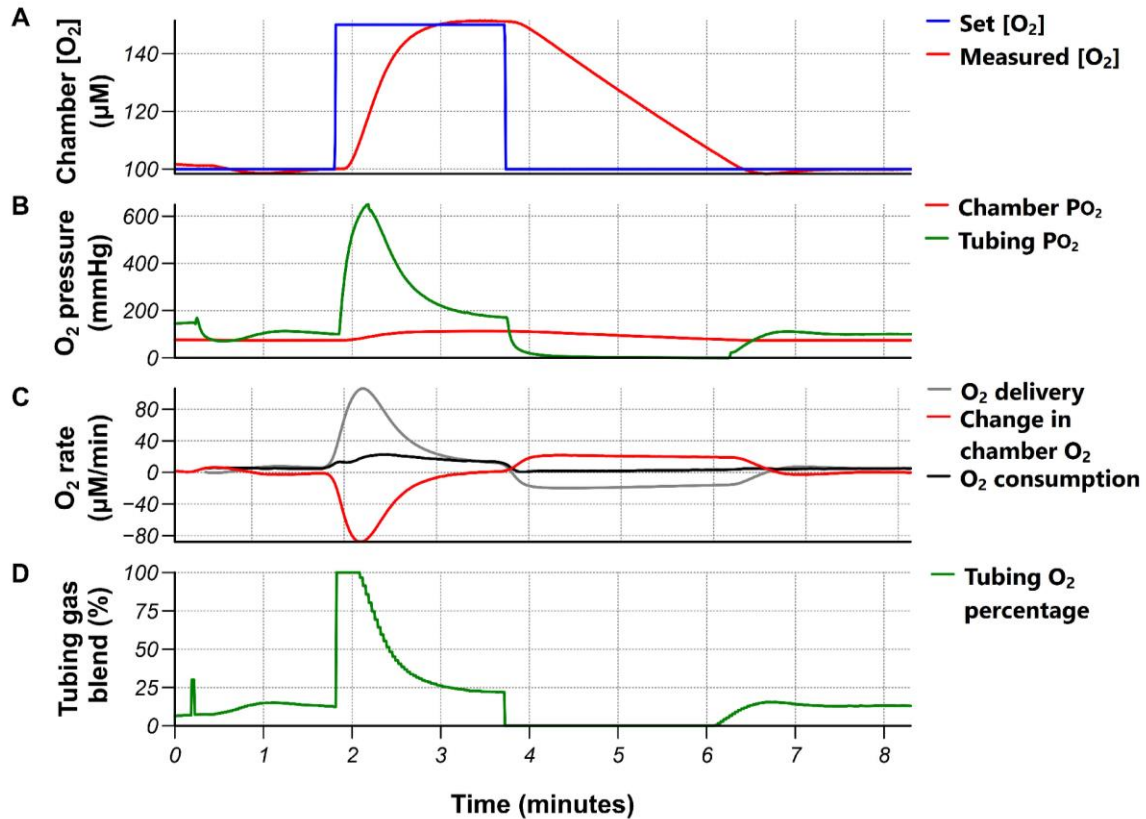 A
Chamber [O₂]
(µM)
140
120
100
Set [O₂]
Measured [O₂]
B
O₂ pressure
(mmHg)
600
400
200
0
Chamber PO₂
Tubing PO₂
C
O₂ rate
(µM/min)
80
40
0
−40
−80
O₂ delivery
Change in
chamber O₂
O₂ consumption
D
Tubing gas
blend (%)
100
75
50
25
0
Tubing O₂
percentage
0 1 2 3 4 5 6 7 8
Time (minutes)